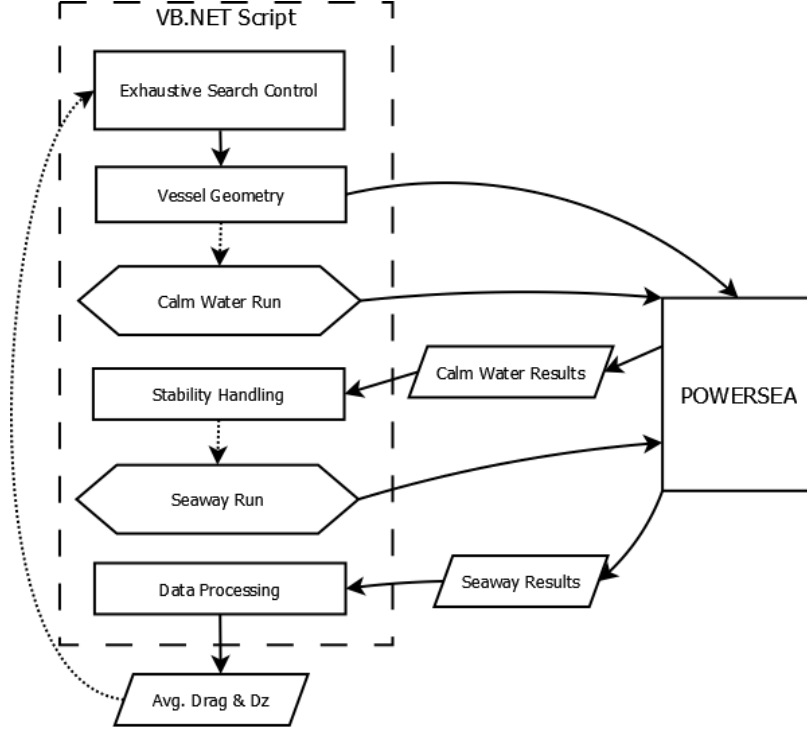 VB.NET Script
Exhaustive Search Control
Vessel Geometry
Calm Water Run
Calm Water Results
Stability Handling
POWERSEA
Seaway Run
Seaway Results
Data Processing
Avg. Drag & Dz